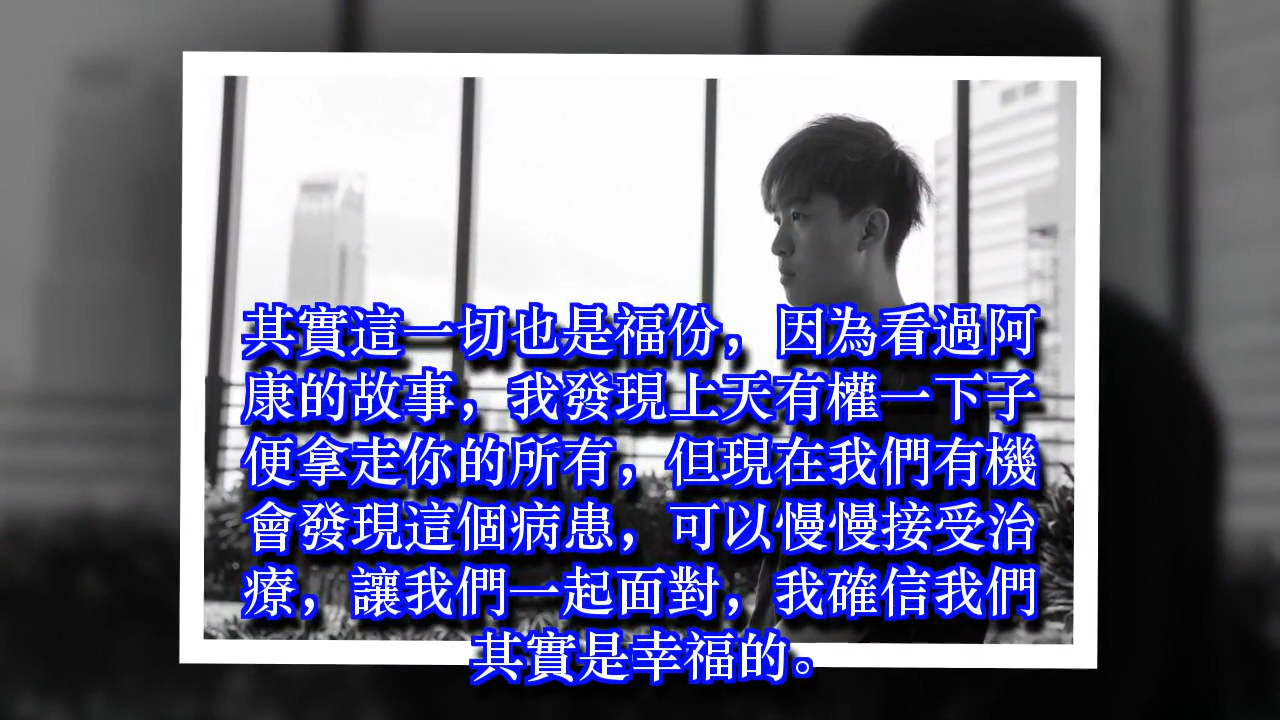 其實這一切也是福份，因為看過阿
康的故事，我發現上天有權一下子
便拿走你的所有，但現在我們有機
會發現這個病患，可以慢慢接受治
療，讓我們一起面對，我確信我們
其實是幸福的。